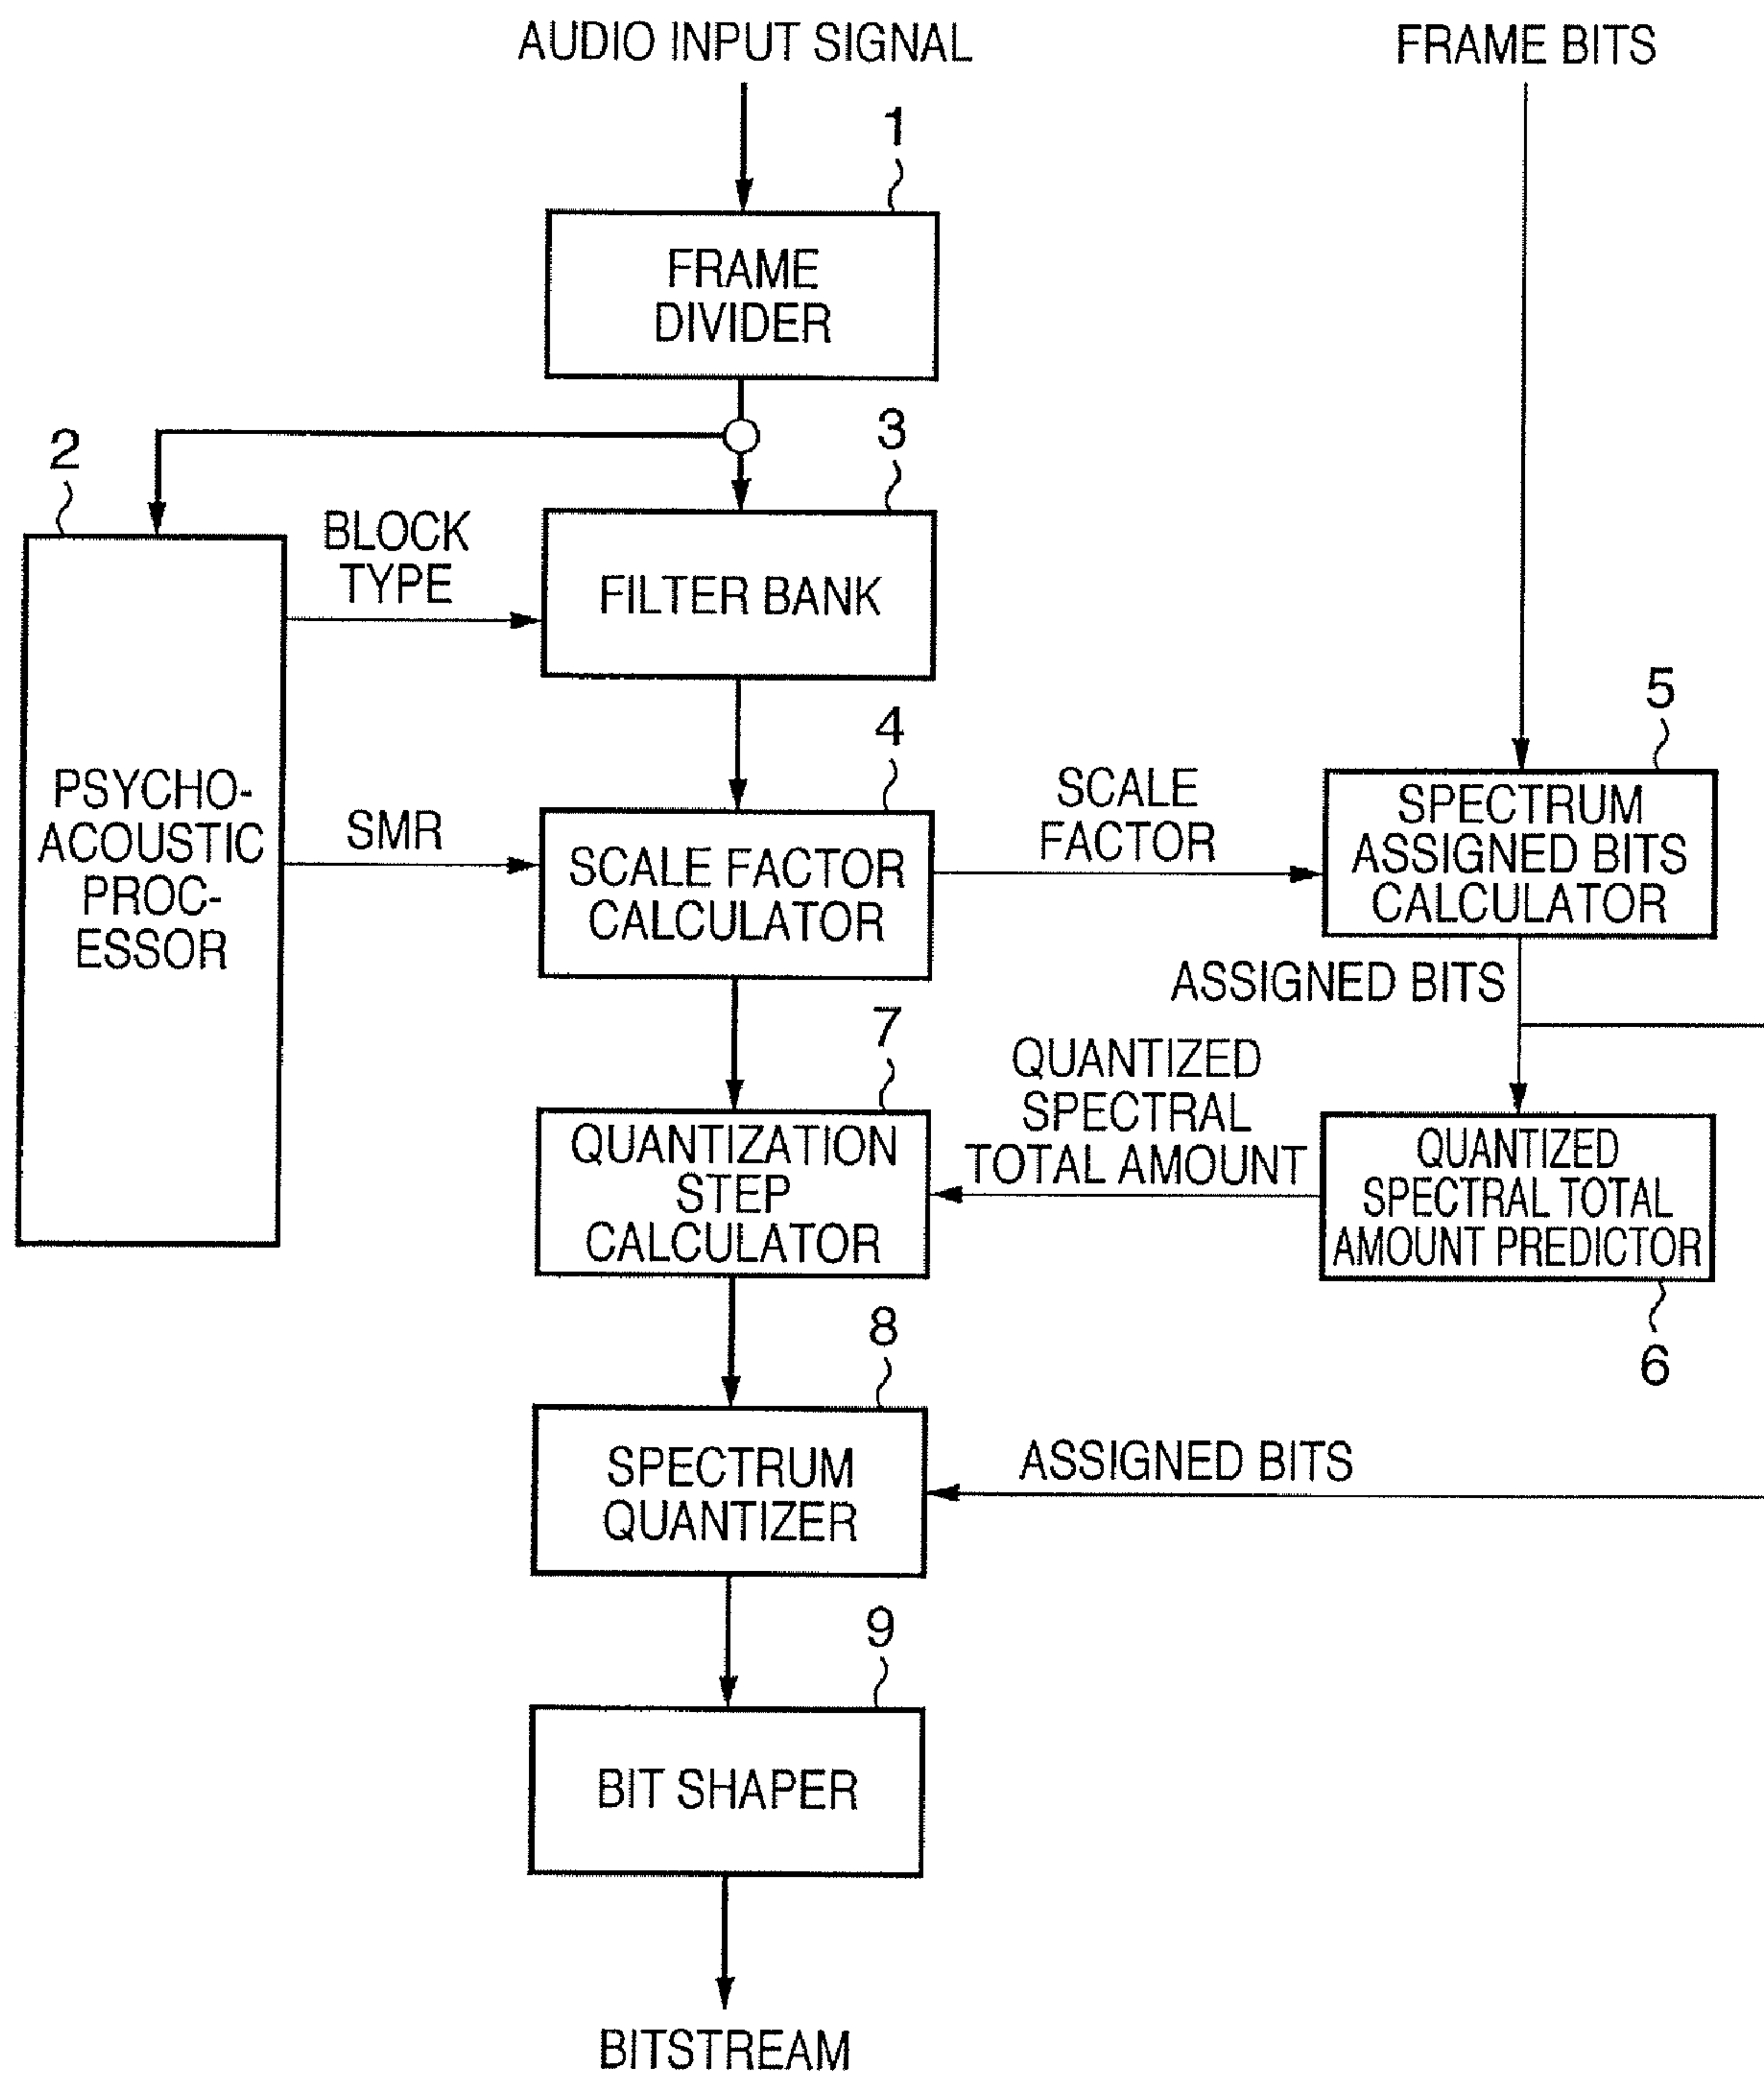 AUDIO INPUT SIGNAL
FRAME BITS
1
FRAME
DIVIDER
2
3
BLOCK
TYPE
FILTER BANK
4
5
PSYCHO-
ACOUSTIC
PROC-
ESSOR
SMR
SCALE FACTOR
CALCULATOR
SCALE
FACTOR
SPECTRUM
ASSIGNED BITS
CALCULATOR
ASSIGNED BITS
7
QUANTIZED
SPECTRAL
TOTAL AMOUNT
QUANTIZATION
STEP
CALCULATOR
QUANTIZED
SPECTRAL TOTAL
AMOUNT PREDICTOR
6
8
SPECTRUM
QUANTIZER
ASSIGNED BITS
9
BIT SHAPER
BITSTREAM